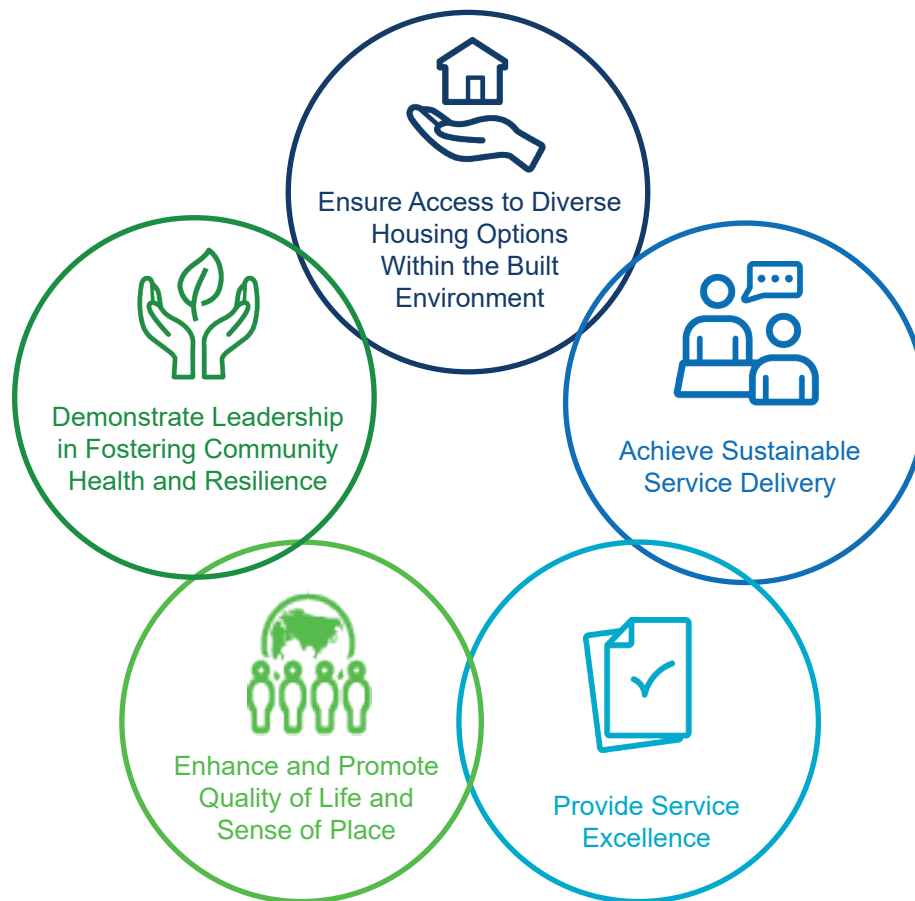 Ensure Access to Diverse
Housing Options
Within the Built
Environment
Demonstrate Leadership
in Fostering Community
Health and Resilience
Achieve Sustainable
Service Delivery
Enhance and Promote
Quality of Life and
Sense of Place
Provide Service
Excellence